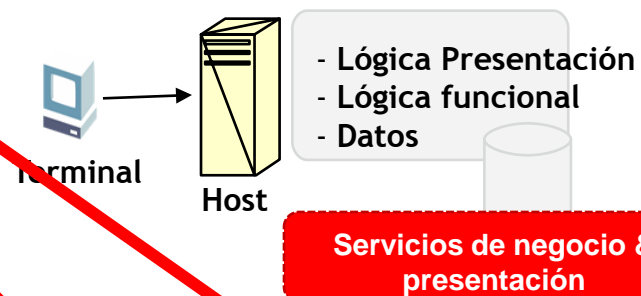 - Lógica Presentación
- Lógica funcional
- Datos
Terminal
Host
Servicios de negocio &
presentación